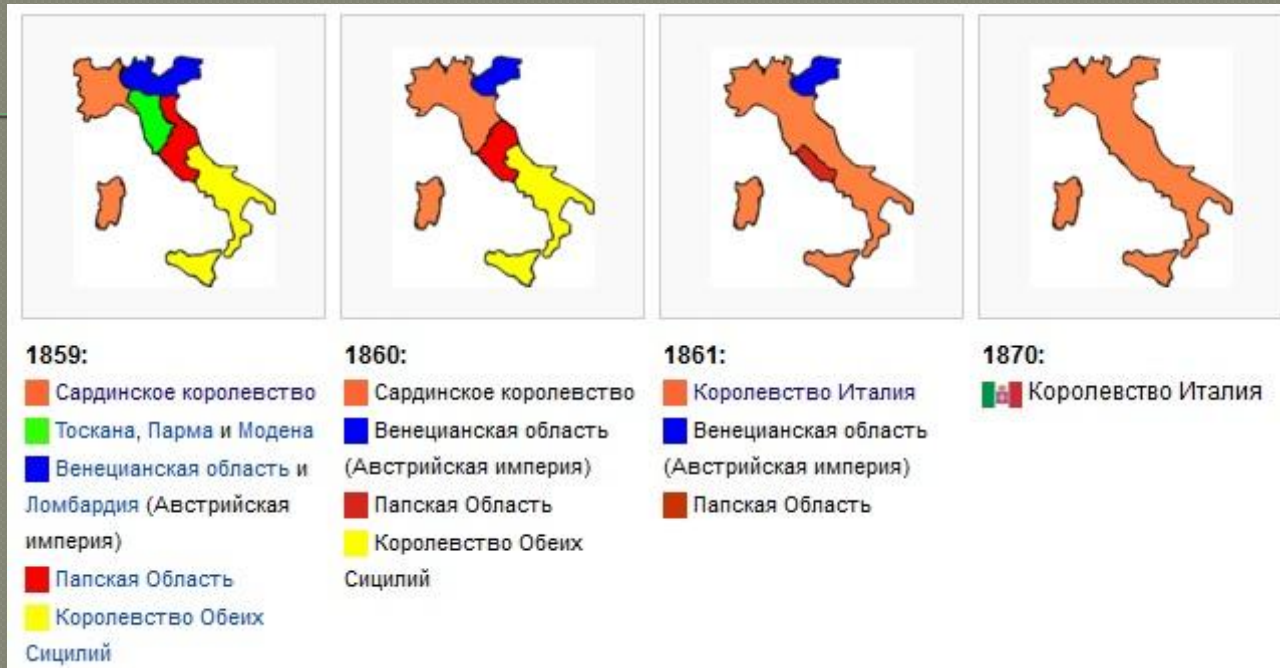 1859:
Сардинское королевство
Тоскана, Парма и Модена
Венецианская область и
Ломбардия (Австрийская
империя)
Папская Область
Королевство Обеих
Сицилий
1860:
Сардинское королевство
Венецианская область
(Австрийская империя)
Папская Область
Королевство Обеих
Сицилий
1861:
Королевство Италия
Венецианская область
(Австрийская империя)
Папская Область
1870:
Королевство Италия